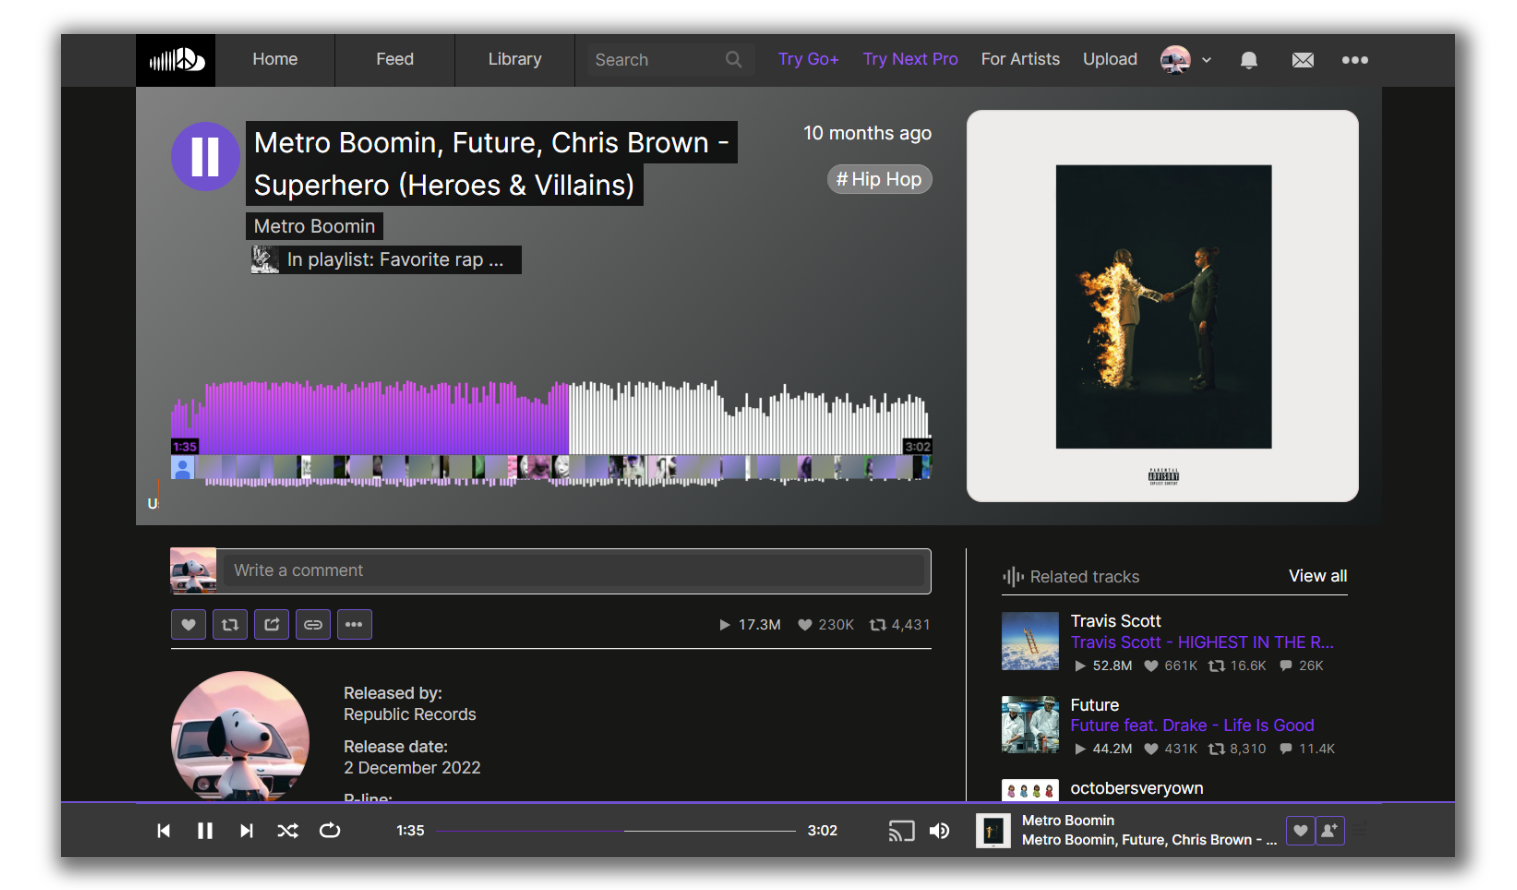 Home
Feed
Library
Search
Try Go+
Try Next Pro
For Artists
Upload
Metro Boomin, Future, Chris Brown -
Superhero (Heroes & Villains)
Metro Boomin
In playlist: Favorite rap ...
10 months ago
# Hip Hop
1:35
3:02
Write a comment
17.3M
230K
4,431
Released by:
Republic Records
Release date:
2 December 2022
P-line:
Related tracks
View all
Travis Scott
Travis Scott - HIGHEST IN THE R...
52.8M
661K
16.6K
26K
Future
Future feat. Drake - Life Is Good
44.2M
431K
8,310
11.4K
octobersveryown
1:35
3:02
Metro Boomin
Metro Boomin, Future, Chris Brown - ...